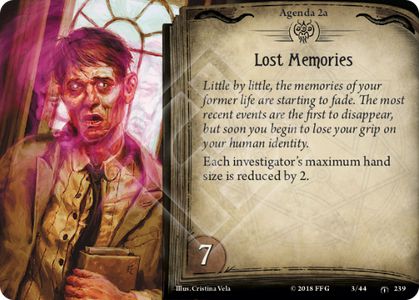 Agenda 2a
Lost Memories
Little by little, the memories of your
former life are starting to fade. The most
recent events are the first to disappear,
but soon you begin to lose your grip on
your human identity.
Each investigator's maximum hand
size is reduced by 2.
7
Illus. Cristina Vela
© 2018 FFG
3/44
239